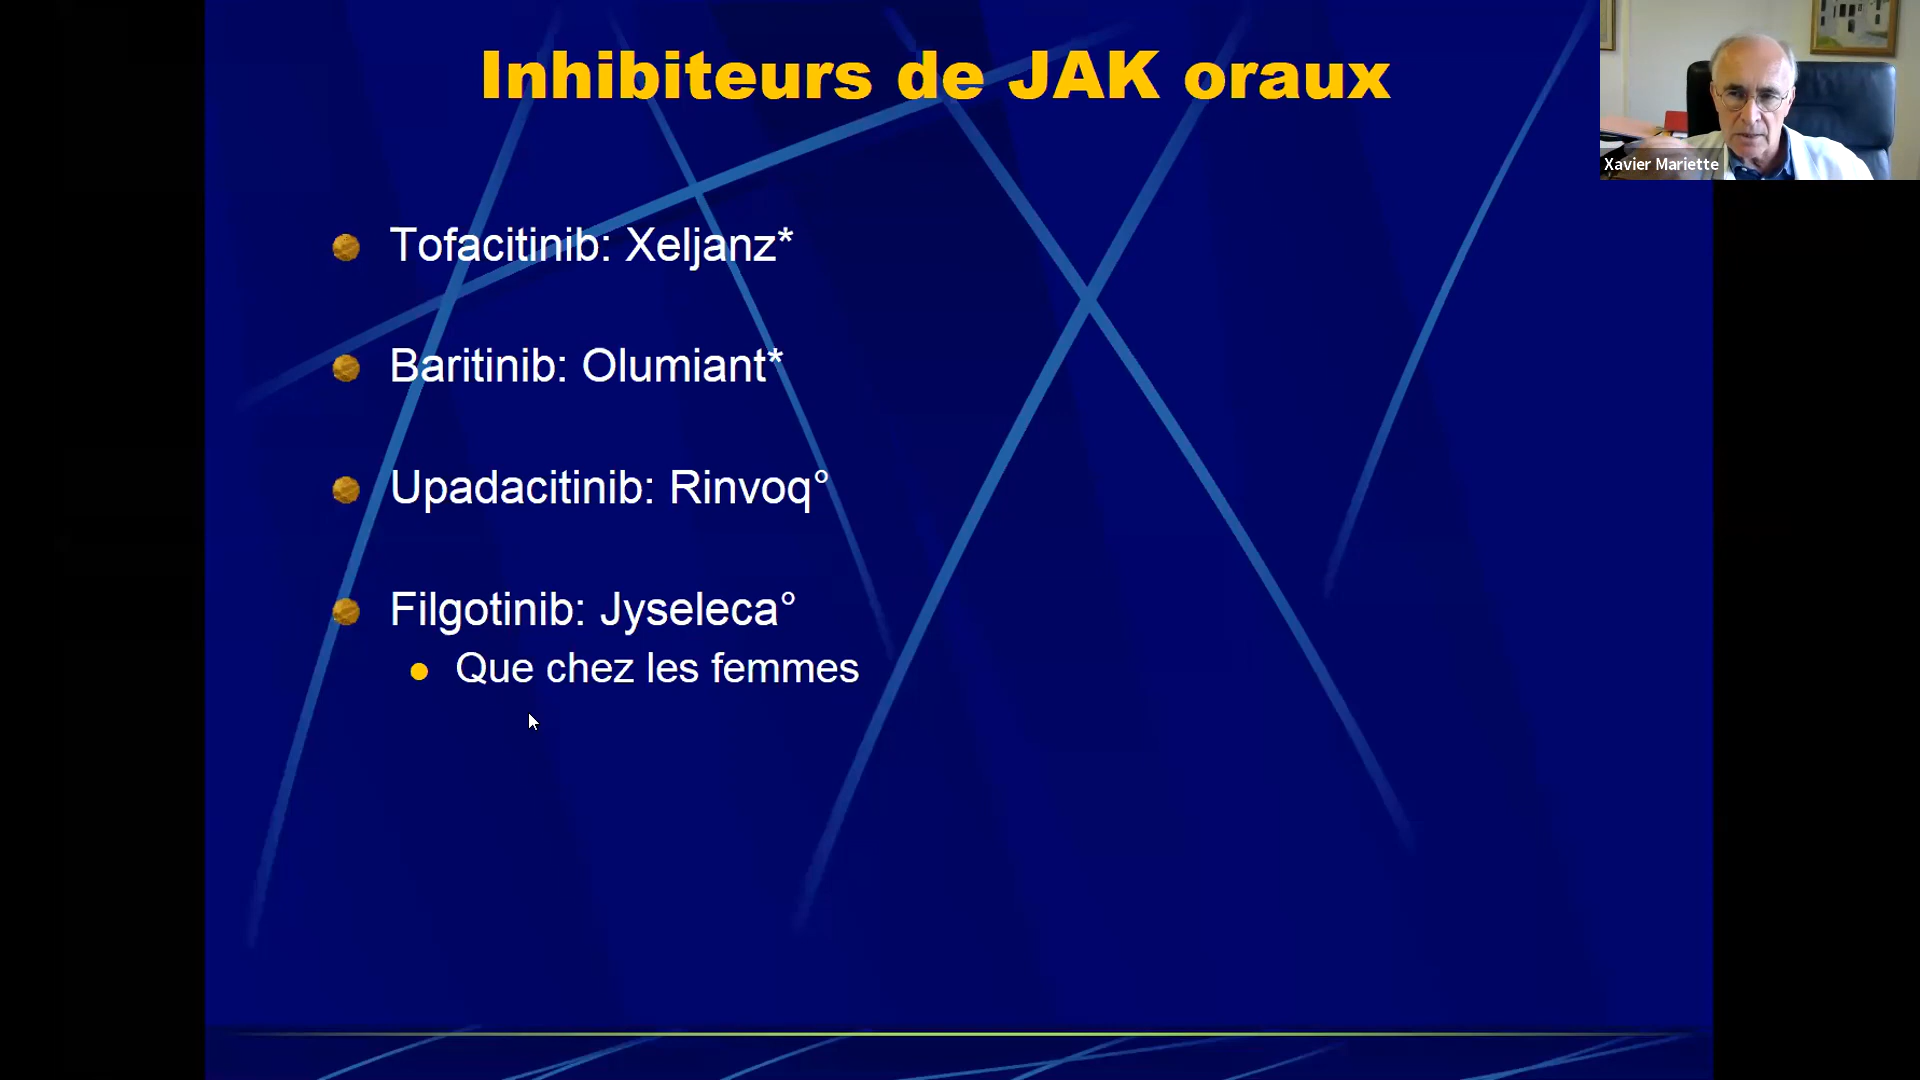 Inhibiteurs de JAK oraux
Xavier Mariette
Tofacitinib: Xeljanz*
Baritinib: Olumiant*
Upadacitinib: Rinvoq°
Filgotinib: Jyseleca°
Que chez les femmes